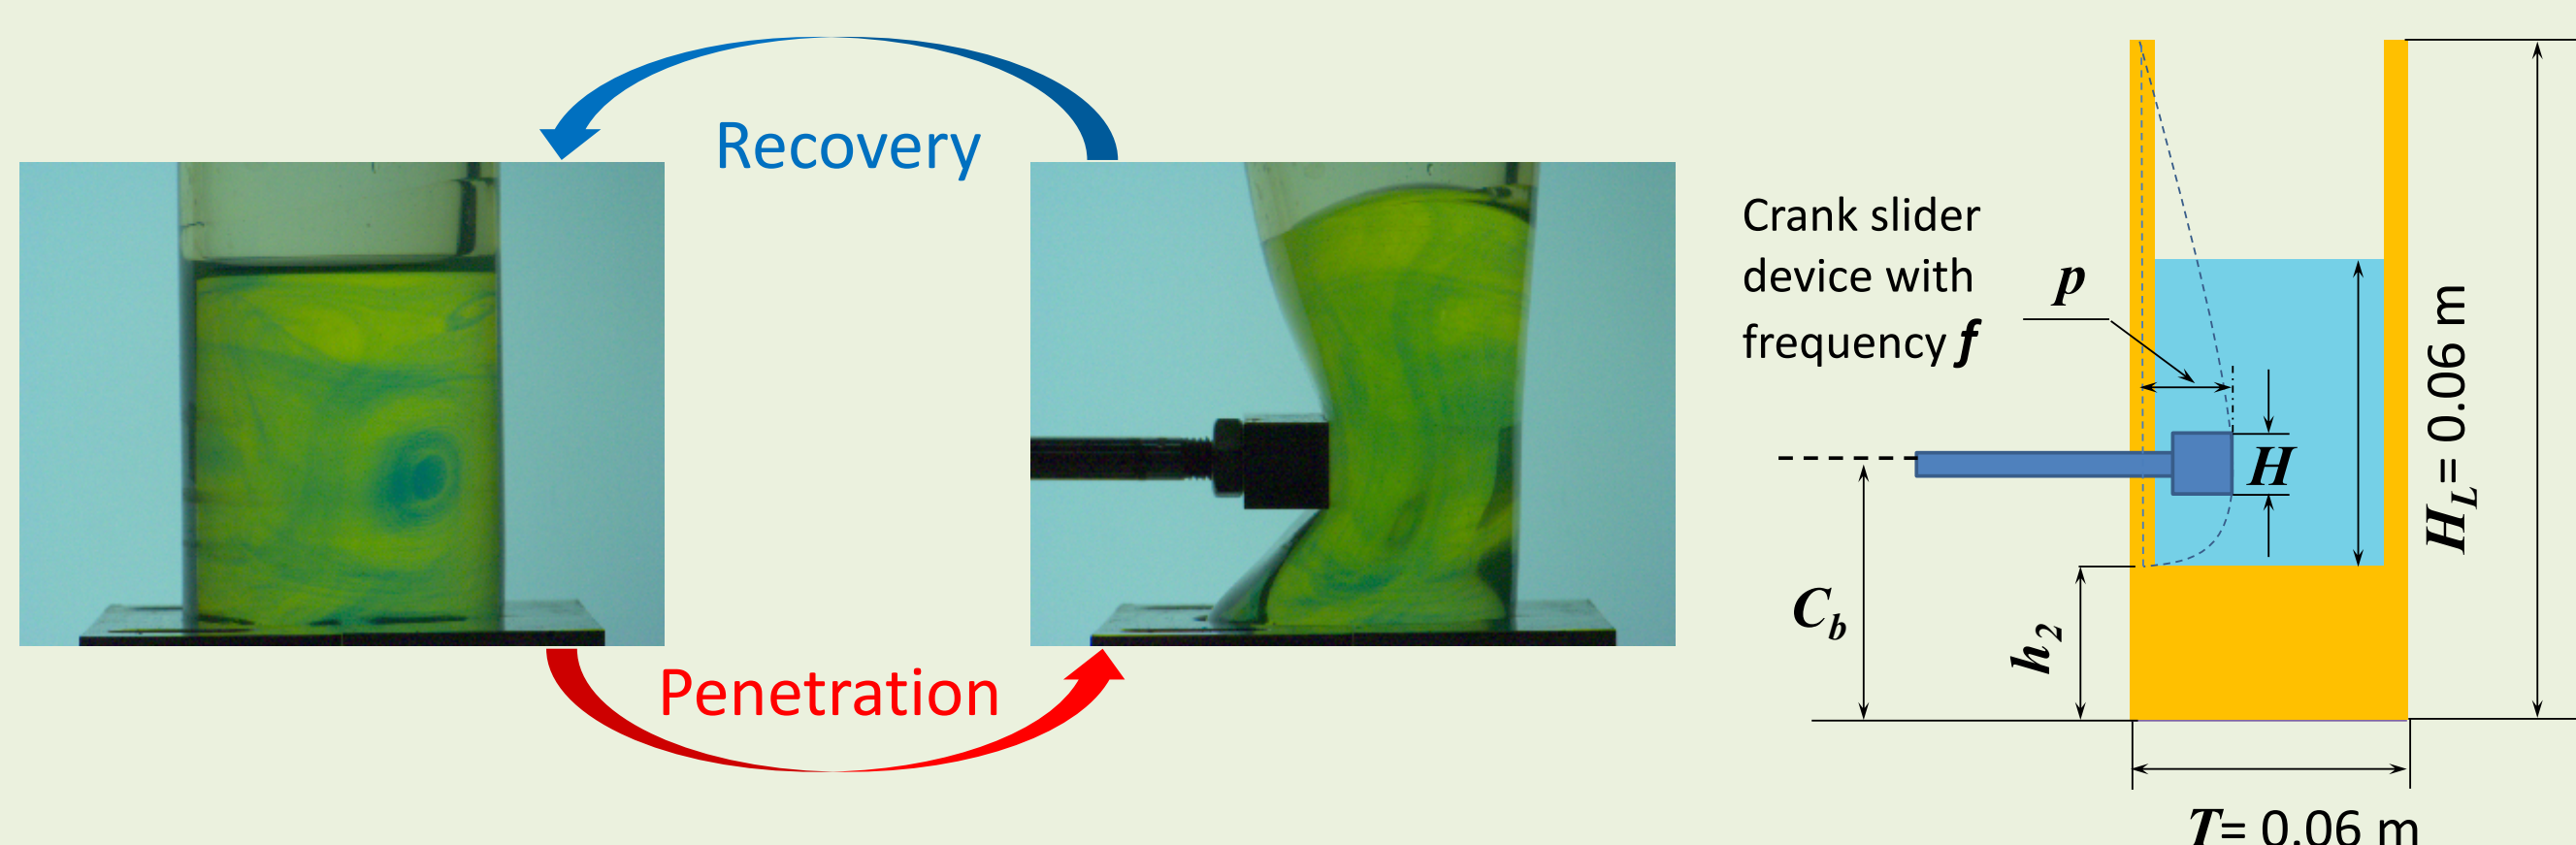 Recovery
Penetration
Crank slider
device with
frequency f
p
H
C_b
h_2
H_L = 0.06 m
T= 0.06 m